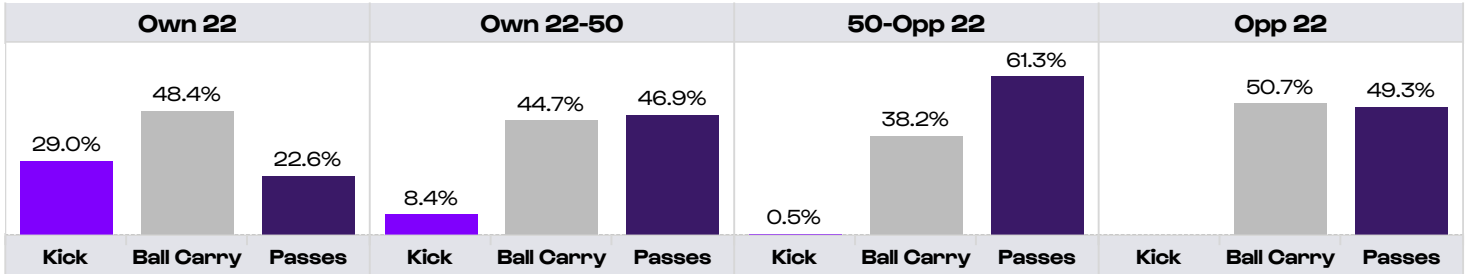 Own 22 Own 22-50 50-Opp 22 Opp 22
29.0% 48.4% 22.6% 8.4% 44.7% 46.9% 0.5% 38.2% 61.3% 50.7% 49.3%
Kick Ball Carry Passes Kick Ball Carry Passes Kick Ball Carry Passes Kick Ball Carry Passes